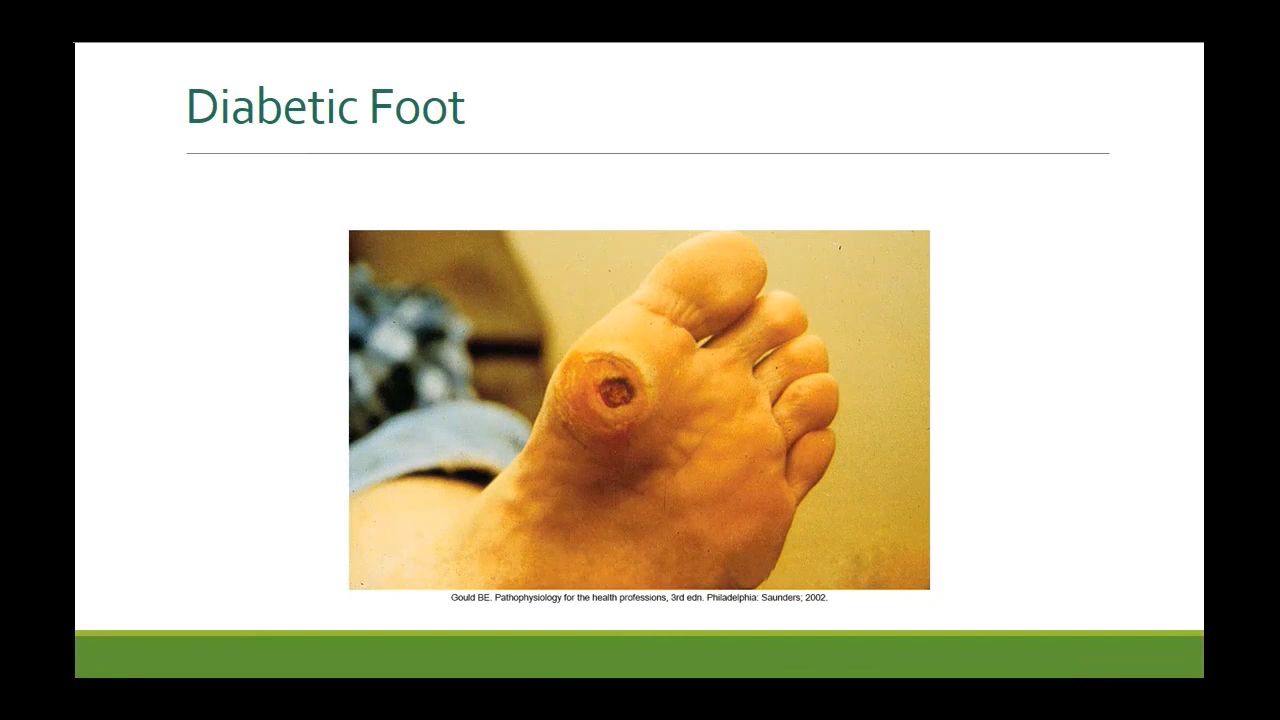 Diabetic Foot
Gould BE. Pathophysiology for the health professions, 3rd edn. Philadelphia: Saunders; 2002.